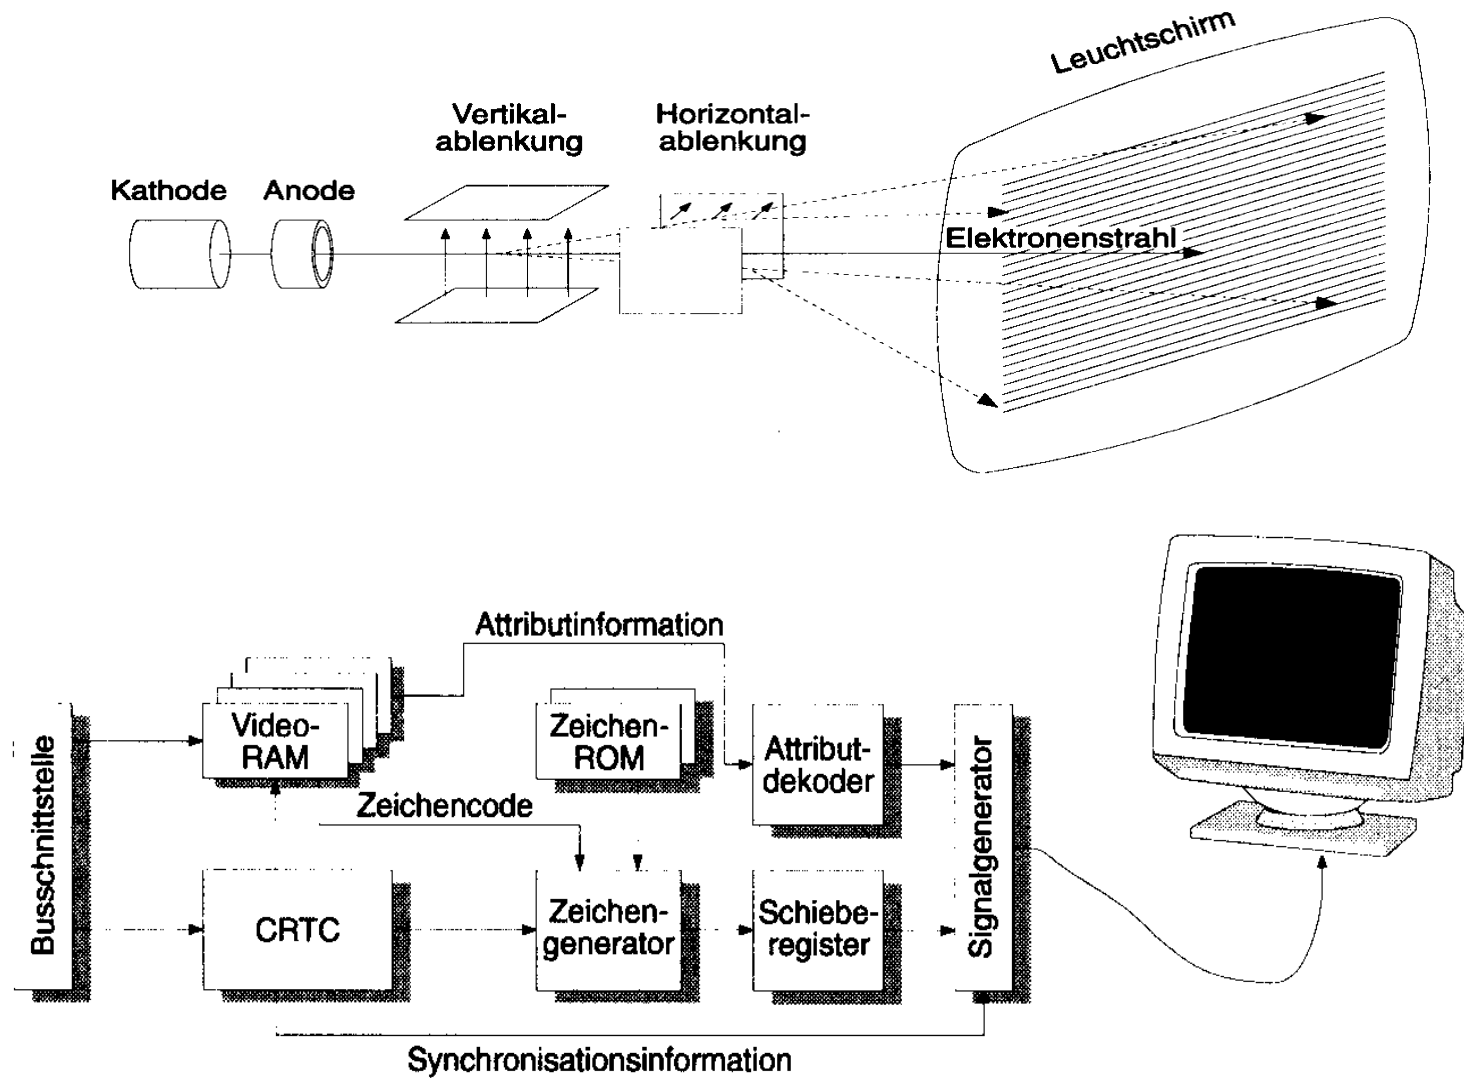 Leuchtschirm
Vertikal-
ablenkung
Horizontal-
ablenkung
Kathode
Anode
Elektronenstrahl
Attributinformation
Busschnittstelle
Video-
RAM
Zeichen-
ROM
Attribut-
dekoder
Signalgenerator
Zeichencode
CRTC
Zeichen-
generator
Schiebe-
register
Synchronisationsinformation